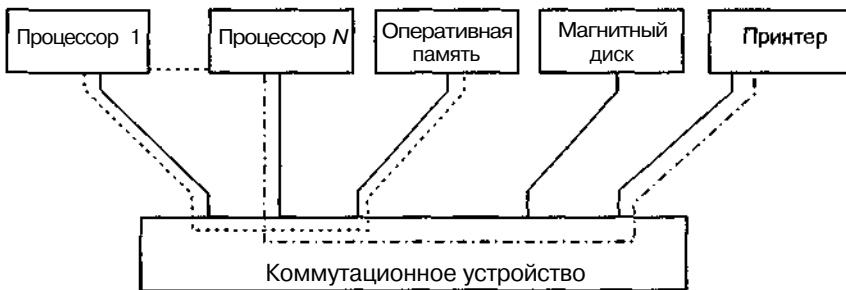 Процессор 1
Процессор N
Оперативная
память
Магнитный
диск
Принтер
Коммутационное устройство